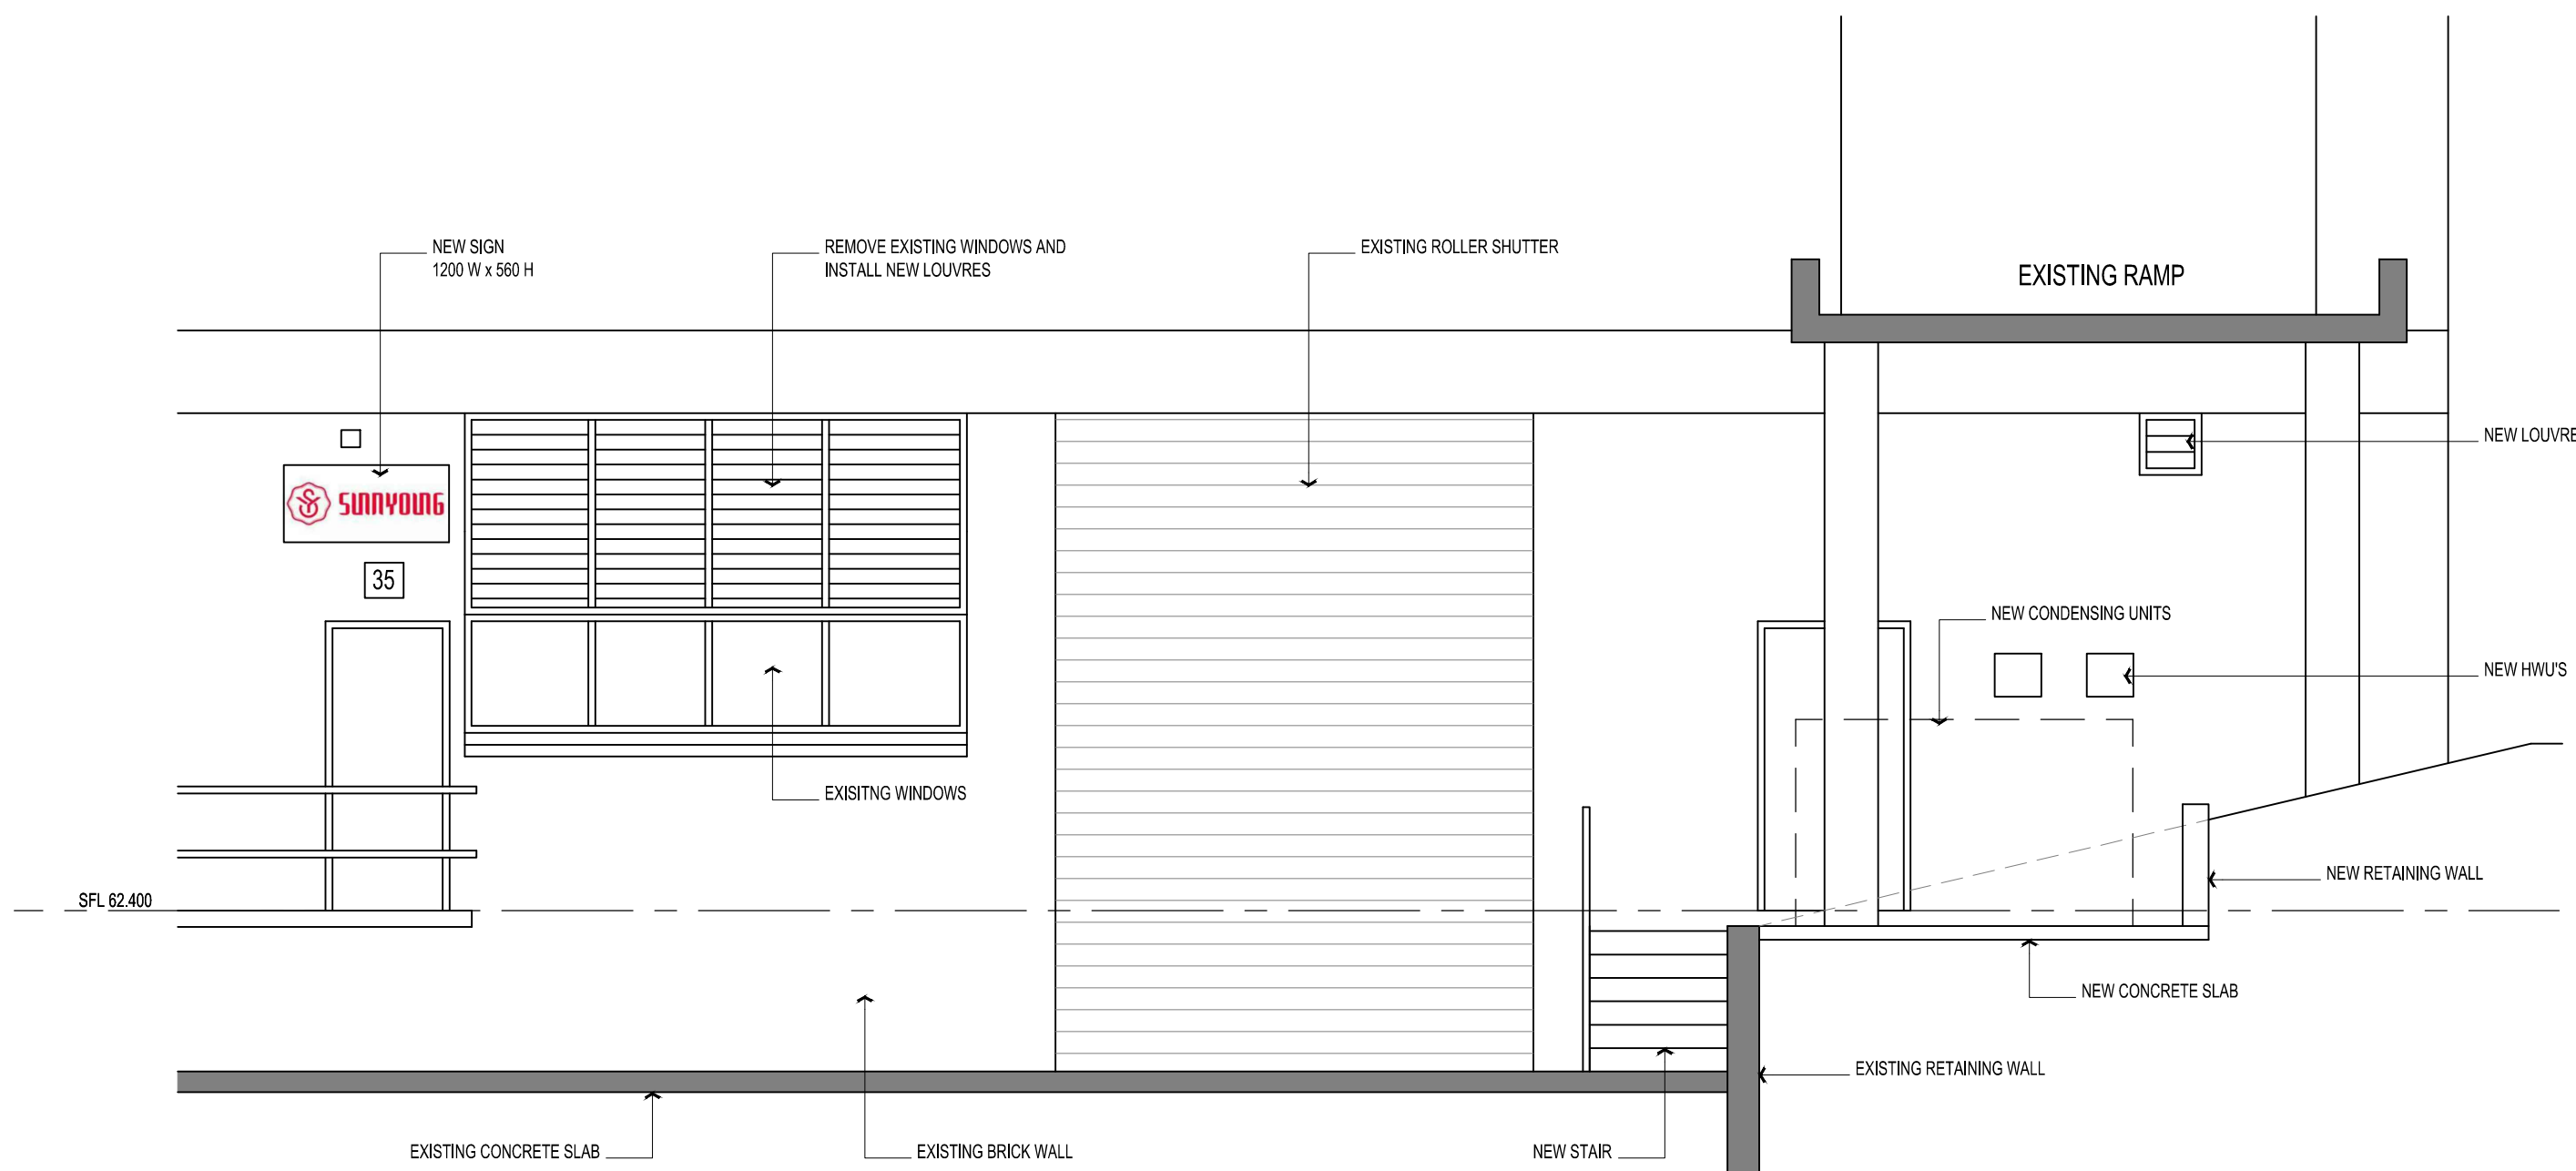 NEW SIGN
1200 W x 560 H
REMOVE EXISTING WINDOWS AND
INSTALL NEW LOUVRES
EXISTING ROLLER SHUTTER
EXISTING RAMP
NEW LOUVRE
SUNNYOUNG
35
NEW CONDENSING UNITS
NEW HWU'S
EXISITNG WINDOWS
NEW RETAINING WALL
SFL 62.400
NEW CONCRETE SLAB
EXISTING RETAINING WALL
EXISTING CONCRETE SLAB
EXISTING BRICK WALL
NEW STAIR